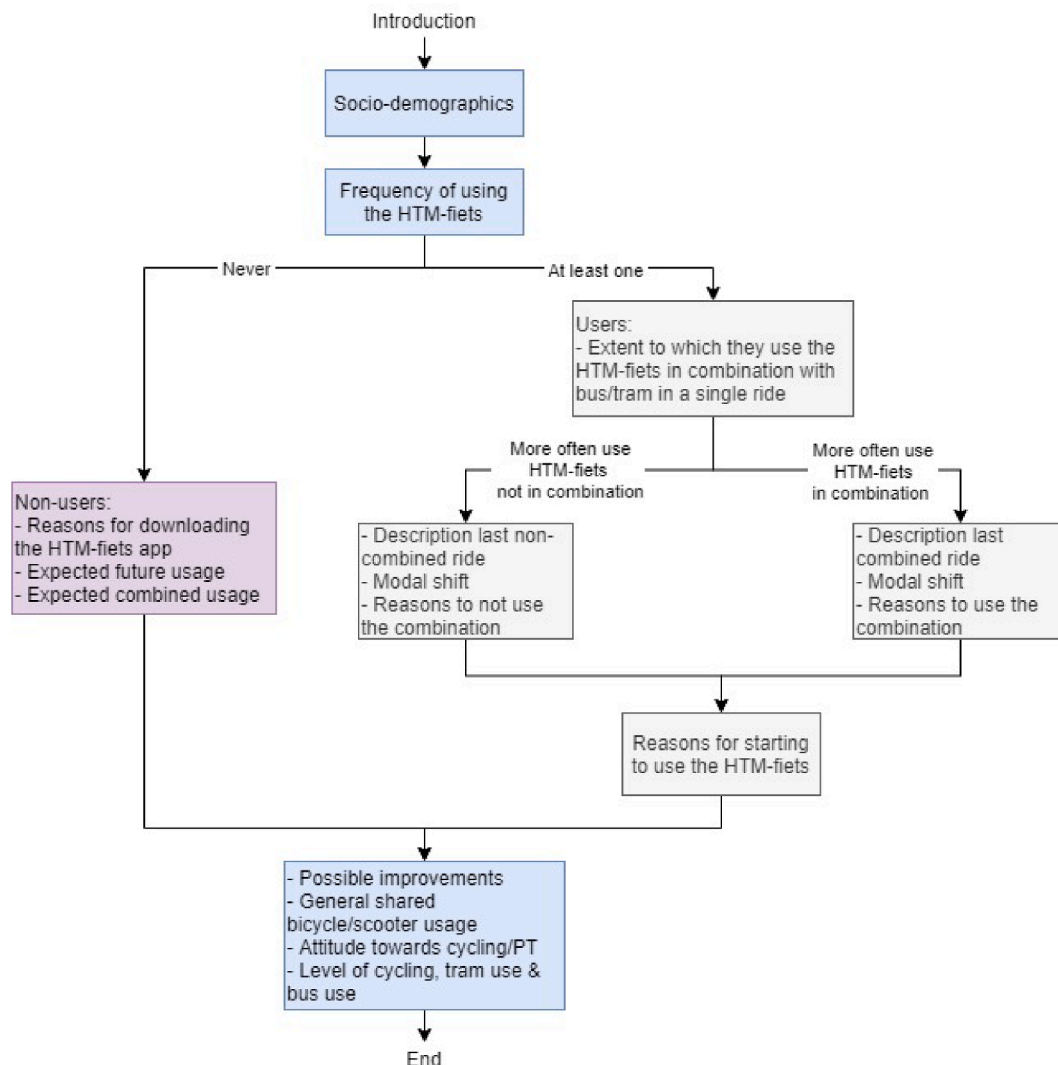 Introduction
Socio-demographics
Frequency of using
the HTM-fiets
Never
At least one
Users:
- Extent to which they use the
HTM-fiets in combination with
bus/tram in a single ride
More often use
HTM-fiets
not in combination
More often use
HTM-fiets
in combination
Non-users:
- Reasons for downloading
the HTM-fiets app
- Expected future usage
- Expected combined usage
- Description last non-
combined ride
- Modal shift
- Reasons to not use
the combination
- Description last
combined ride
- Modal shift
- Reasons to use the
combination
Reasons for starting
to use the HTM-fiets
- Possible improvements
- General shared
bicycle/scooter usage
- Attitude towards cycling/PT
- Level of cycling, tram use &
bus use
End